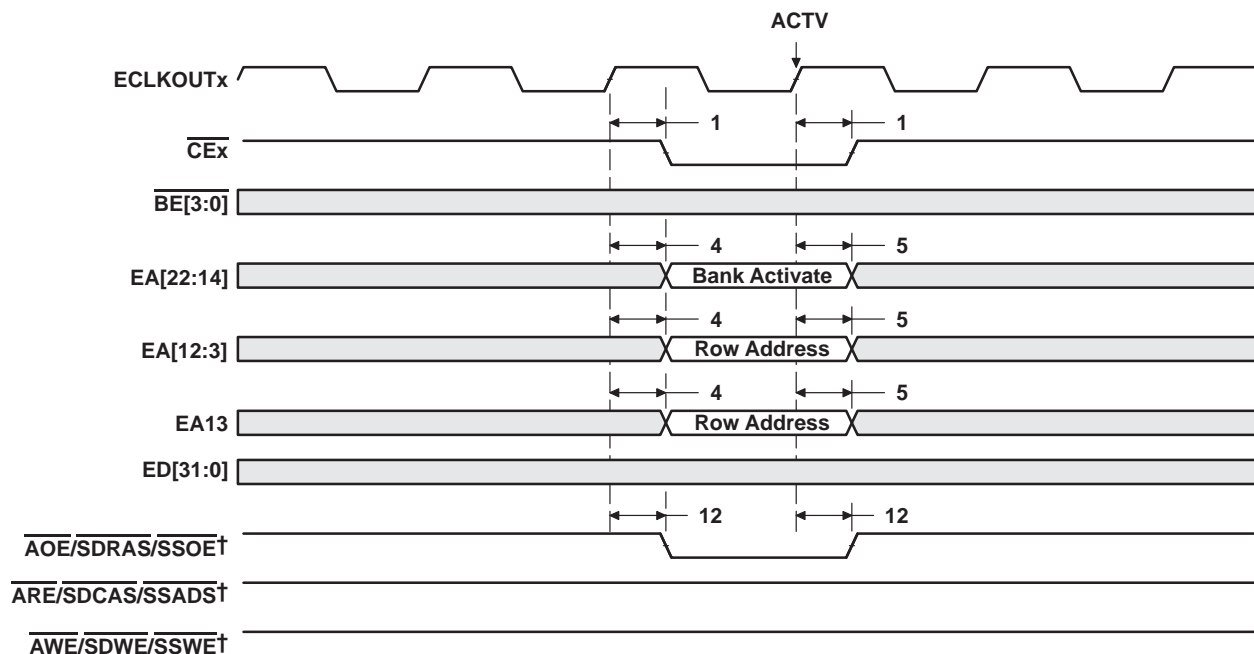 ACTV
ECLKOUTx
1 1
CEx
BE[3:0]
4 5
EA[22:14] Bank Activate
4 5
EA[12:3] Row Address
4 5
EA13 Row Address
ED[31:0]
12 12
AOE/SDRAS/SSOE†
ARE/SDCAS/SSADS†
AWE/SDWE/SSWE†